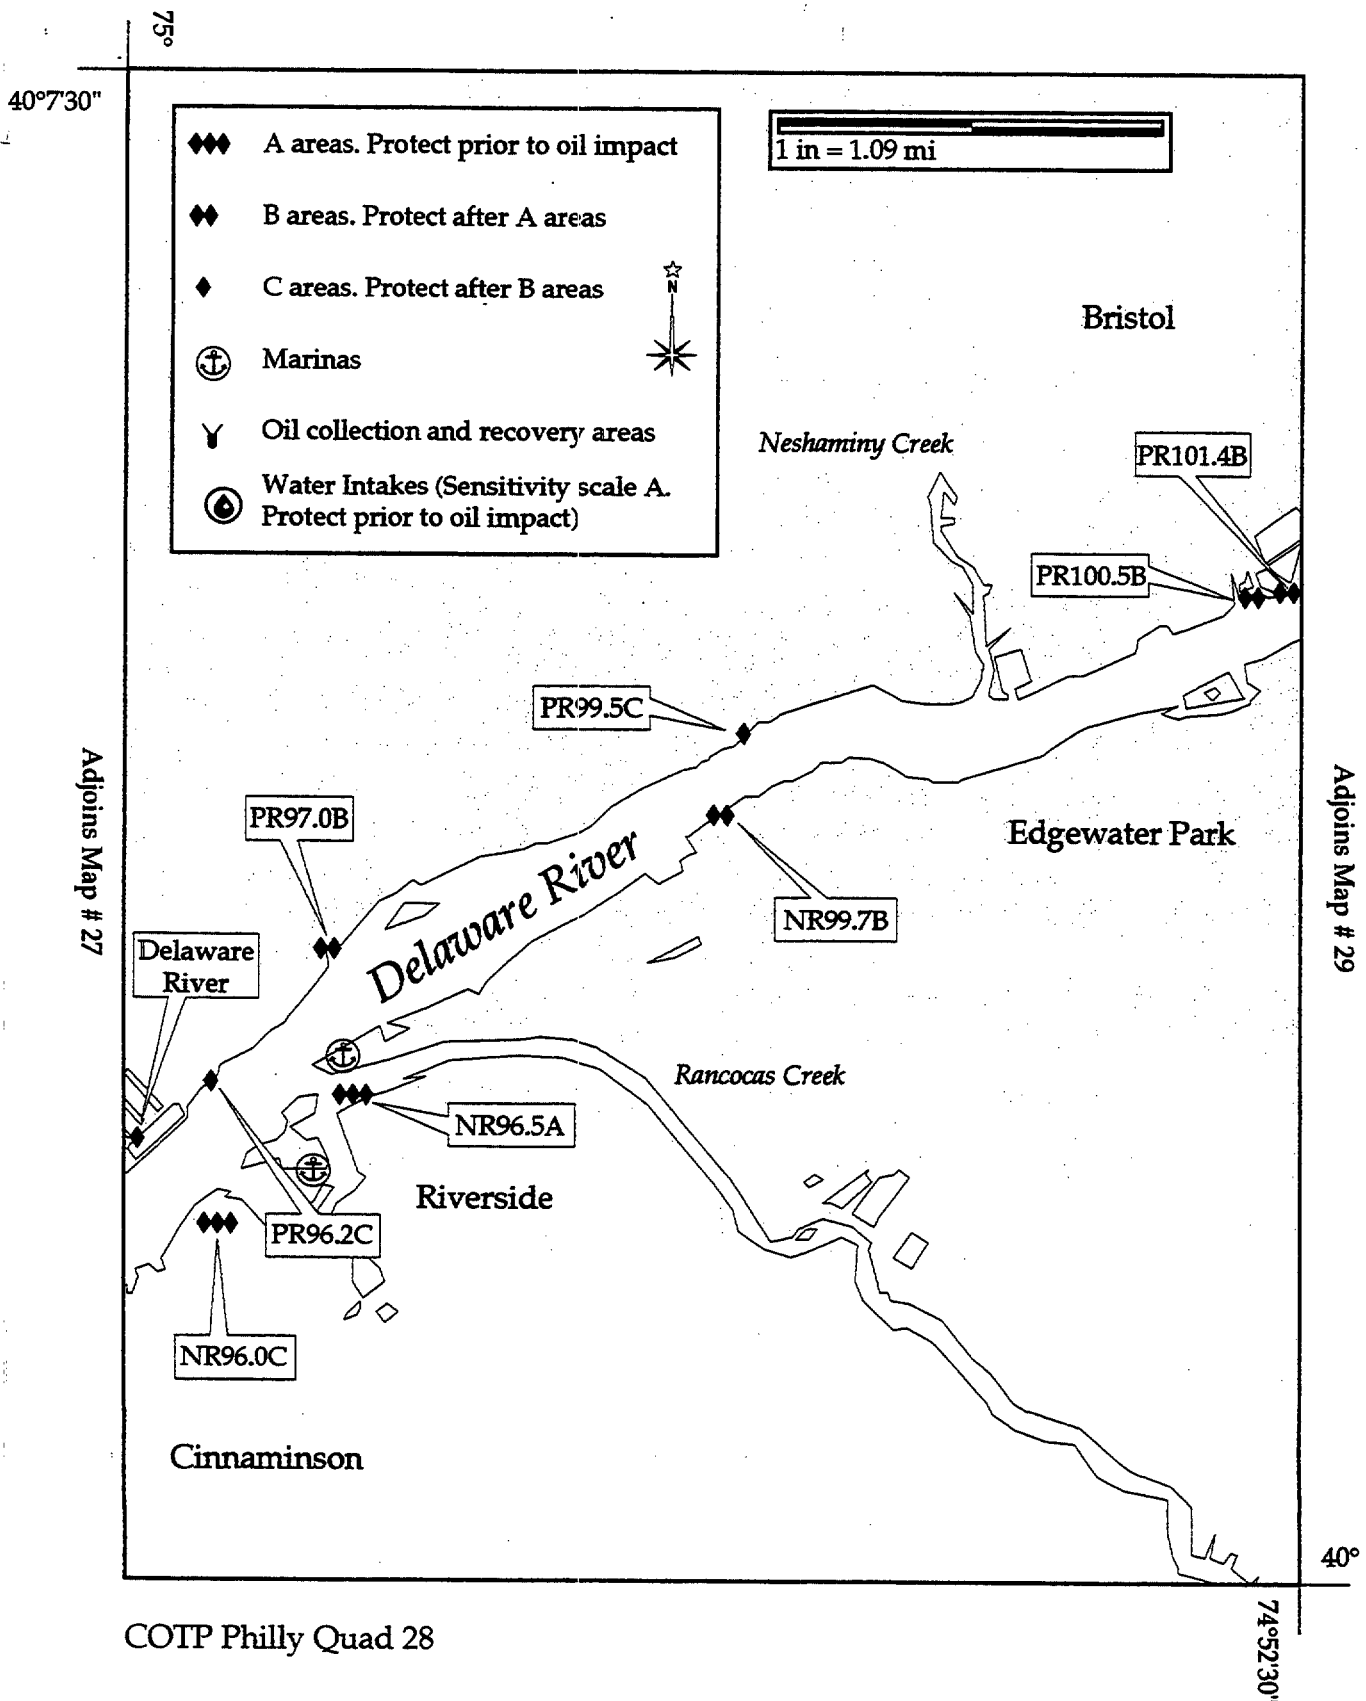 75°
40°7'30"
A areas. Protect prior to oil impact
B areas. Protect after A areas
C areas. Protect after B areas
Marinas
Oil collection and recovery areas
Water Intakes (Sensitivity scale A.
Protect prior to oil impact)
N
1 in = 1.09 mi
Bristol
Neshaminy Creek
PR101.4B
PR100.5B
PR99.5C
Adjoins Map # 27
Adjoins Map # 29
PR97.0B
Edgewater Park
Delaware River
NR99.7B
Delaware
River
Rancocas Creek
NR96.5A
Riverside
PR96.2C
NR96.0C
Cinnaminson
40°
74°52'30"
COTP Philly Quad 28